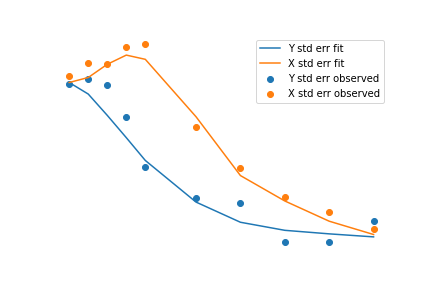 Y std err fit
X std err fit
Y std err observed
X std err observed